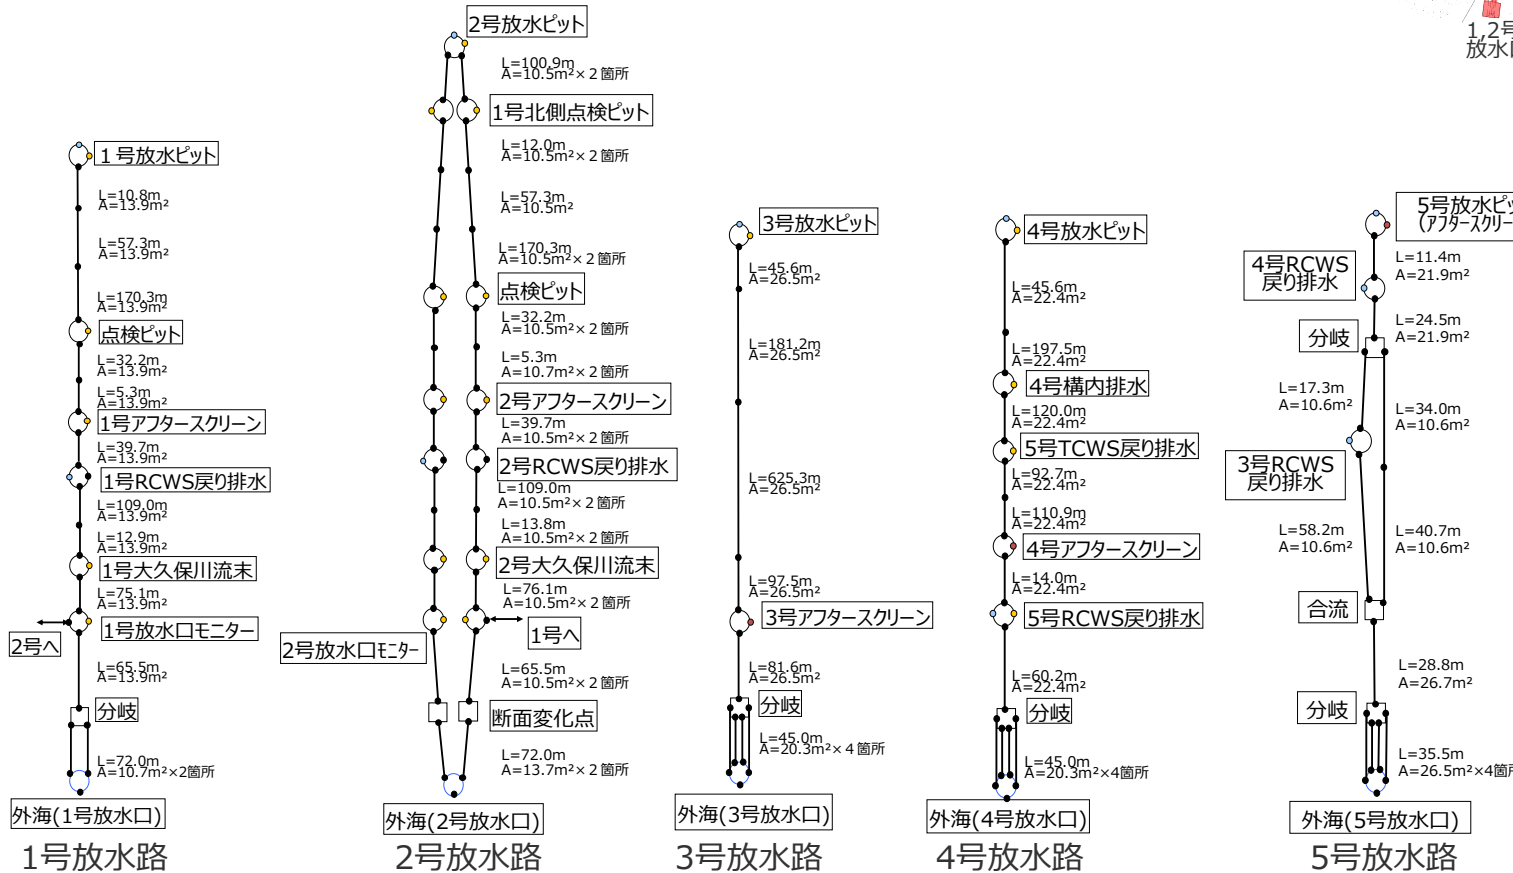 1,2号
放水口
1号放水ピット
L=10.8m
A=13.9m²
L=57.3m
A=13.9m²
L=170.3m
A=13.9m²
点検ピット
L=32.2m
A=13.9m²
L=5.3m
A=13.9m²
1号アフタースクリーン
L=39.7m
A=13.9m²
1号RCWS戻り排水
L=109.0m
A=13.9m²
L=12.9m
A=13.9m²
1号大久保川流末
L=75.1m
A=13.9m²
1号放水口モニター
2号へ
L=65.5m
A=13.9m²
分岐
L=72.0m
A=10.7m²×2箇所
外海(1号放水口)
1号放水路
2号放水ピット
L=100.9m
A=10.5m²×2箇所
1号北側点検ピット
L=12.0m
A=10.5m²×2箇所
L=57.3m
A=10.5m²
L=170.3m
A=10.5m²×2箇所
点検ピット
L=32.2m
A=10.5m²×2箇所
L=5.3m
A=10.7m²×2箇所
2号アフタースクリーン
L=39.7m
A=10.5m²×2箇所
2号RCWS戻り排水
L=109.0m
A=10.5m²×2箇所
L=13.8m
A=10.5m²×2箇所
2号大久保川流末
L=76.1m
A=10.5m²×2箇所
1号へ
2号放水口モニター
L=65.5m
A=10.5m²×2箇所
断面変化点
L=72.0m
A=13.7m²×2箇所
外海(2号放水口)
2号放水路
3号放水ピット
L=45.6m
A=26.5m²
L=181.2m
A=26.5m²
L=625.3m
A=26.5m²
L=97.5m
A=26.5m²
3号アフタースクリーン
L=81.6m
A=26.5m²
分岐
L=45.0m
A=20.3m²×4箇所
外海(3号放水口)
3号放水路
4号放水ピット
L=45.6m
A=22.4m²
L=197.5m
A=22.4m²
4号構内排水
L=120.0m
A=22.4m²
5号TCWS戻り排水
L=92.7m
A=22.4m²
L=110.9m
A=22.4m²
4号アフタースクリーン
L=14.0m
A=22.4m²
5号RCWS戻り排水
L=60.2m
A=22.4m²
分岐
L=45.0m
A=20.3m²×4箇所
外海(4号放水口)
4号放水路
5号放水ピッ
(アフタースクリー
L=11.4m
A=21.9m²
4号RCWS
戻り排水
L=24.5m
A=21.9m²
分岐
L=17.3m
A=10.6m²
L=34.0m
A=10.6m²
3号RCWS
戻り排水
L=58.2m
A=10.6m²
L=40.7m
A=10.6m²
合流
L=28.8m
A=26.7m²
分岐
L=35.5m
A=26.5m²×4箇所
外海(5号放水口)
5号放水路